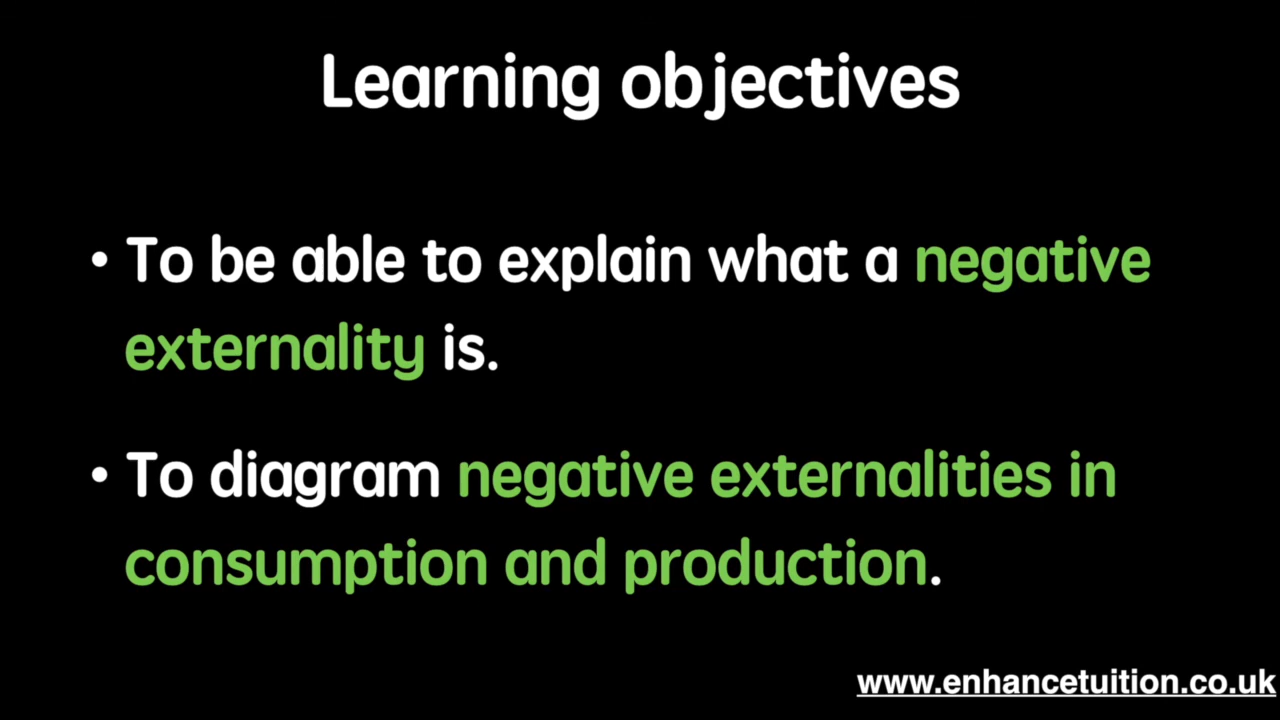 Learning objectives
• To be able to explain what a negative
externality is.
• To diagram negative externalities in
consumption and production.
www.enhancetuition.co.uk